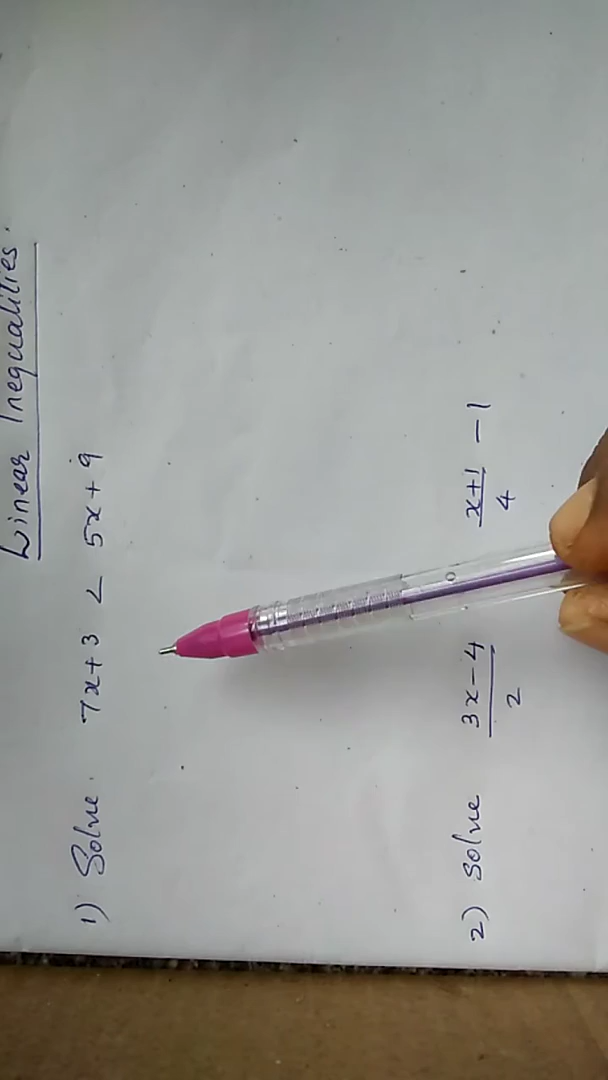 Linear Inequalities.
1) Solve. 7x+3 < 5x+9
2) Solve (3x-4)/2 (x+1)/4 - 1